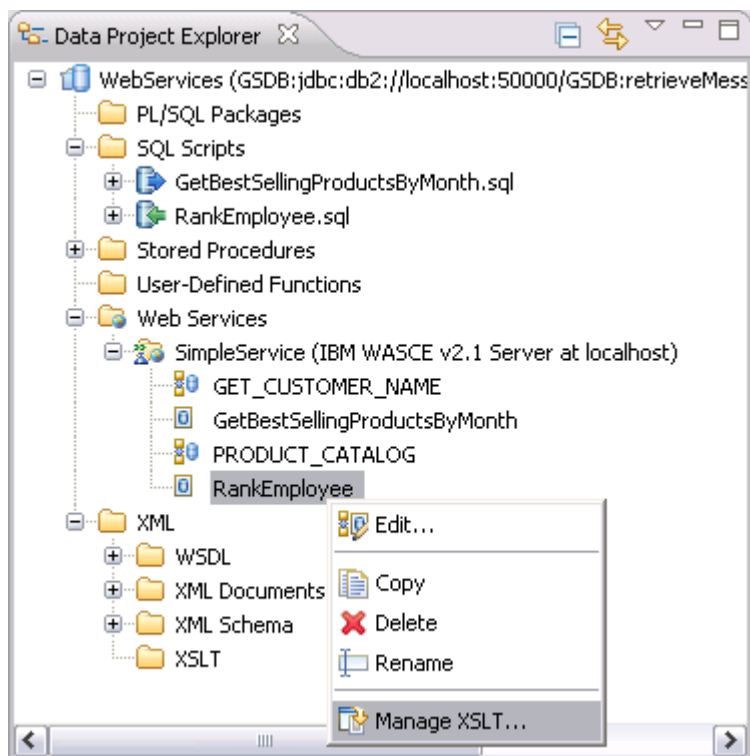 Data Project Explorer
WebServices (GSDB:jdbc:db2://localhost:50000/GSDB:retrieveMess
PL/SQL Packages
SQL Scripts
GetBestSellingProductsByMonth.sql
RankEmployee.sql
Stored Procedures
User-Defined Functions
Web Services
SimpleService (IBM WASCE v2.1 Server at localhost)
GET_CUSTOMER_NAME
GetBestSellingProductsByMonth
PRODUCT_CATALOG
RankEmployee
XML
WSDL
XML Documents
XML Schema
XSLT
Edit...
Copy
Delete
Rename
Manage XSLT...